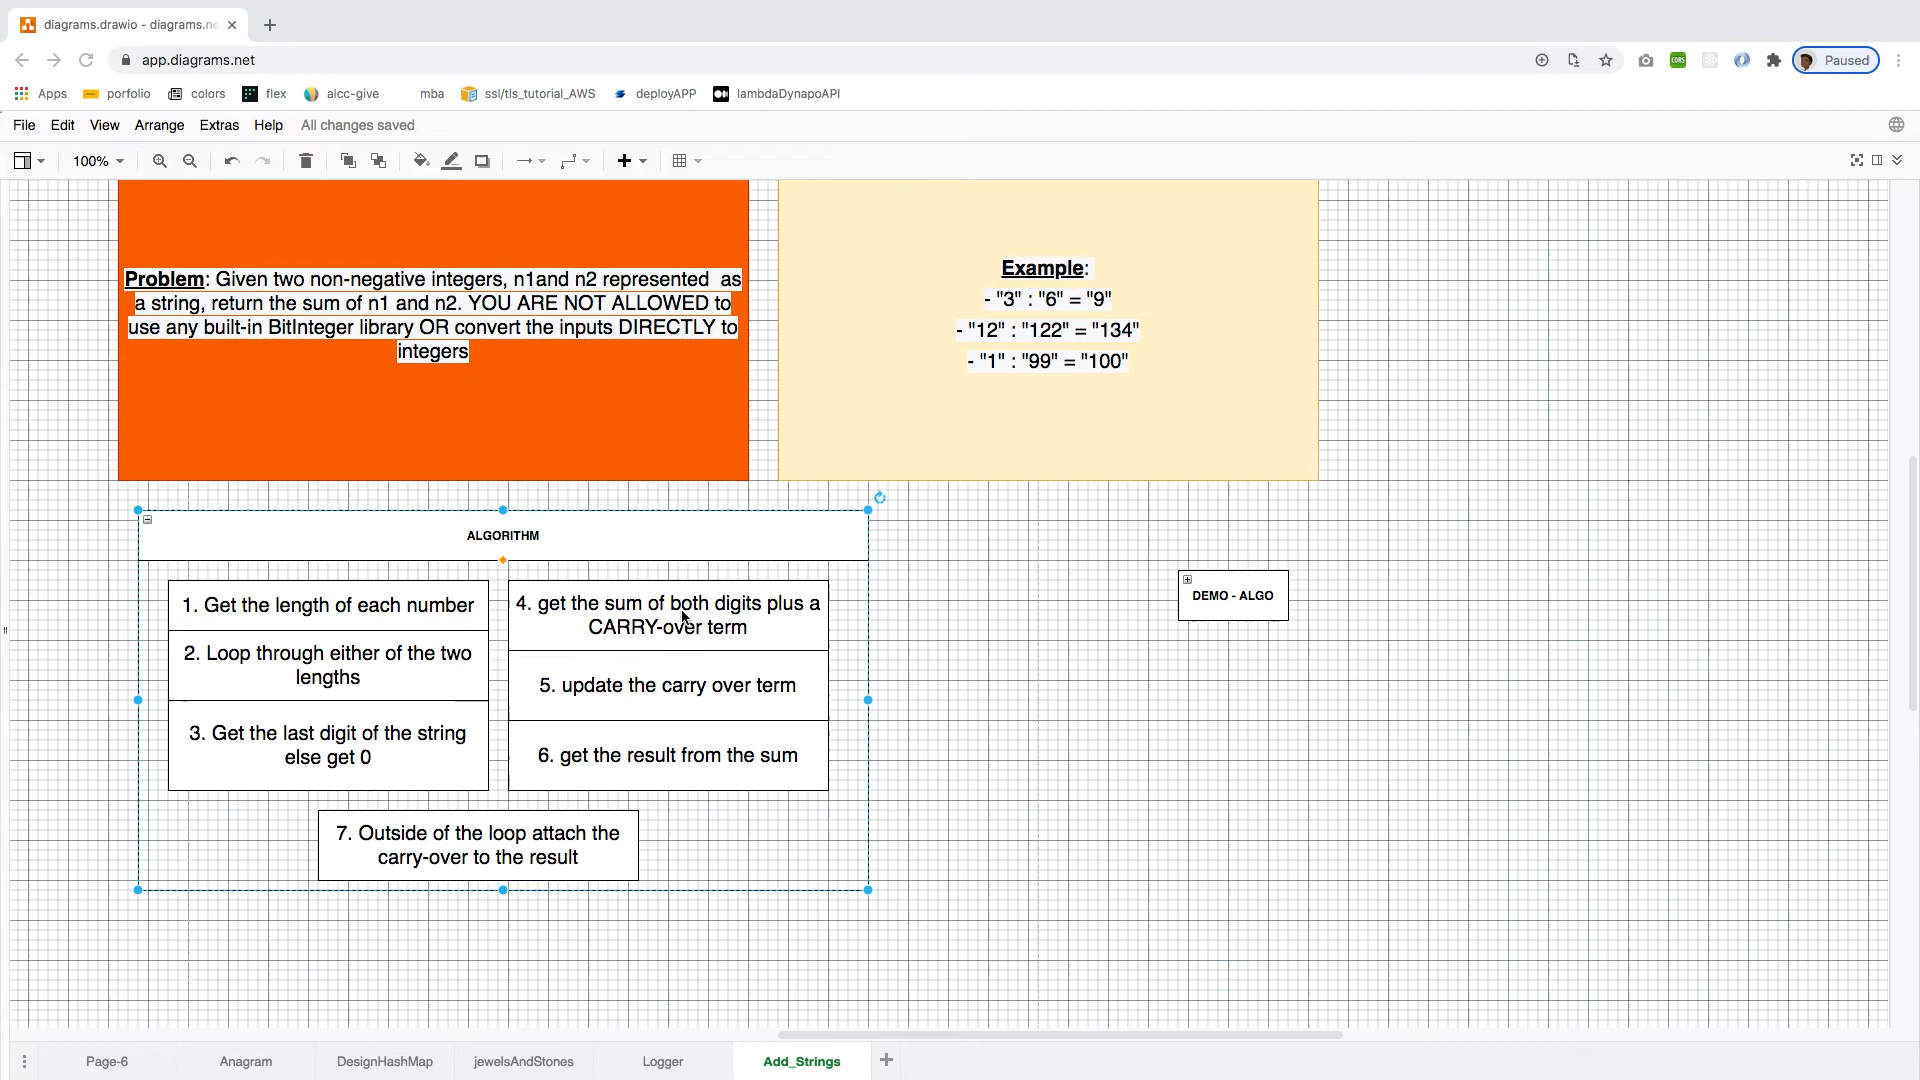 diagrams.drawio - diagrams.ne
app.diagrams.net
Paused
Apps
porfolio
colors
flex
alcc-give
mba
ssl/tls_tutorial_AWS
deployAPP
lambdaDynapoAPI
File Edit View Arrange Extras Help All changes saved
100%
Problem: Given two non-negative integers, n1and n2 represented as
a string, return the sum of n1 and n2. YOU ARE NOT ALLOWED to
use any built-in BitInteger library OR convert the inputs DIRECTLY to
integers
Example:
- "3" : "6" = "9"
- "12" : "122" = "134"
- "1" : "99" = "100"
ALGORITHM
1. Get the length of each number
2. Loop through either of the two
lengths
3. Get the last digit of the string
else get 0
4. get the sum of both digits plus a
CARRY-over term
5. update the carry over term
6. get the result from the sum
7. Outside of the loop attach the
carry-over to the result
DEMO - ALGO
Page-6
Anagram
DesignHashMap
jewelsAndStones
Logger
Add_Strings